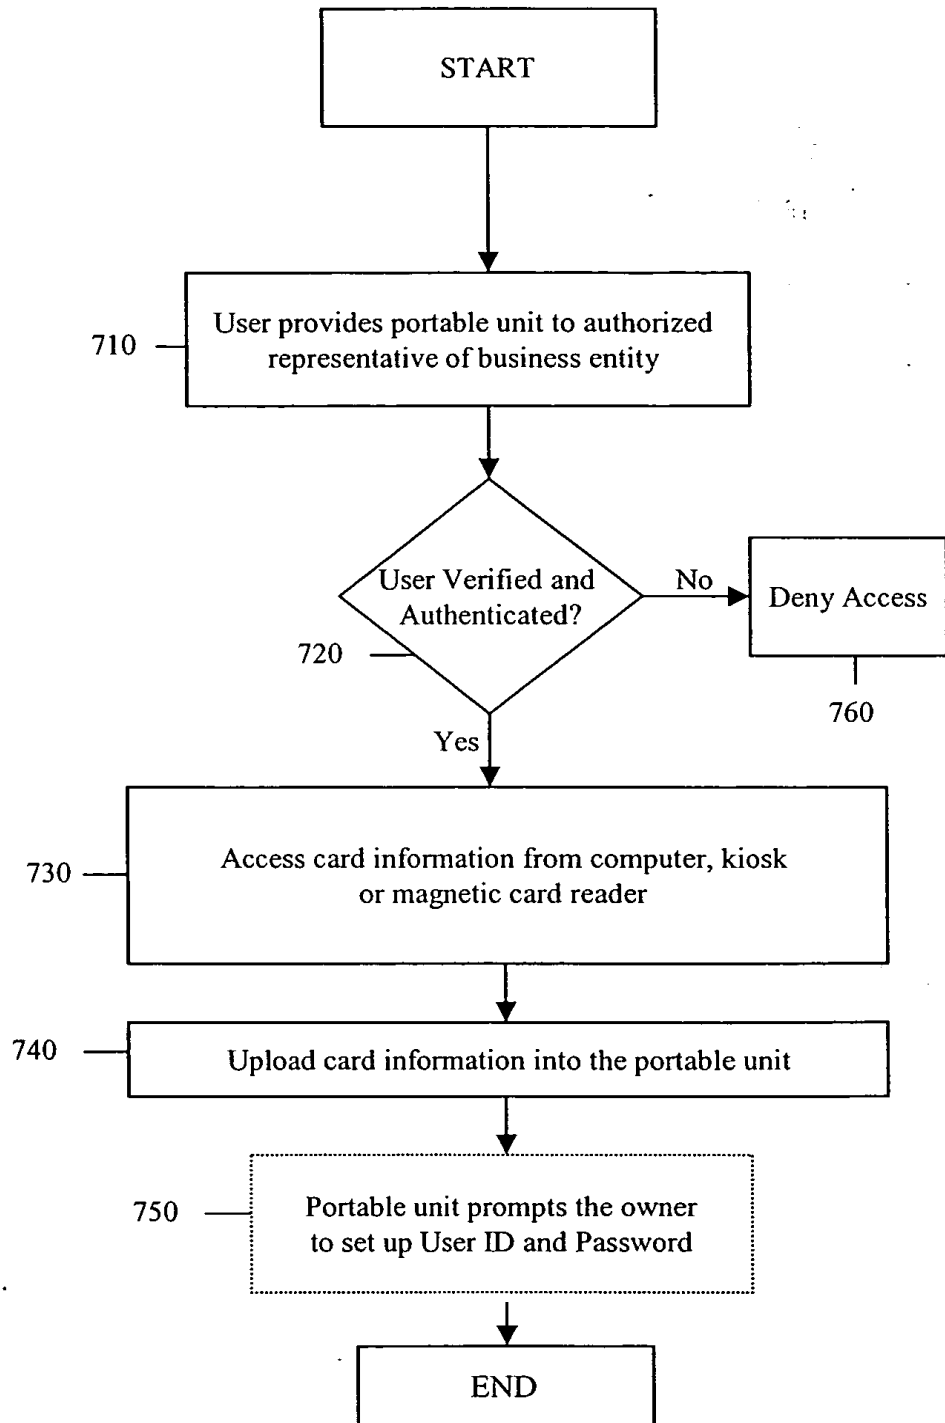 START
710
User provides portable unit to authorized
representative of business entity
User Verified and
Authenticated?
No
Deny Access
720
760
Yes
730
Access card information from computer, kiosk
or magnetic card reader
740
Upload card information into the portable unit
750
Portable unit prompts the owner
to set up User ID and Password
END